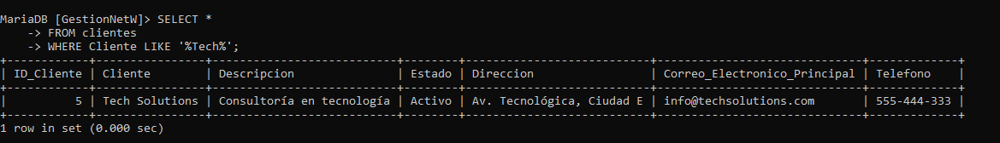 MariaDB [GestionNetW]> SELECT *
    -> FROM clientes
    -> WHERE Cliente LIKE '%Tech%';
+------------+----------------+---------------------------+--------+----------------------------+------------------------------+-------------+
| ID_Cliente | Cliente        | Descripcion               | Estado | Direccion                  | Correo_Electronico_Principal | Telefono    |
+------------+----------------+---------------------------+--------+----------------------------+------------------------------+-------------+
|          5 | Tech Solutions | Consultoría en tecnología | Activo | Av. Tecnológica, Ciudad E | info@techsolutions.com       | 555-444-333 |
+------------+----------------+---------------------------+--------+----------------------------+------------------------------+-------------+
1 row in set (0.000 sec)